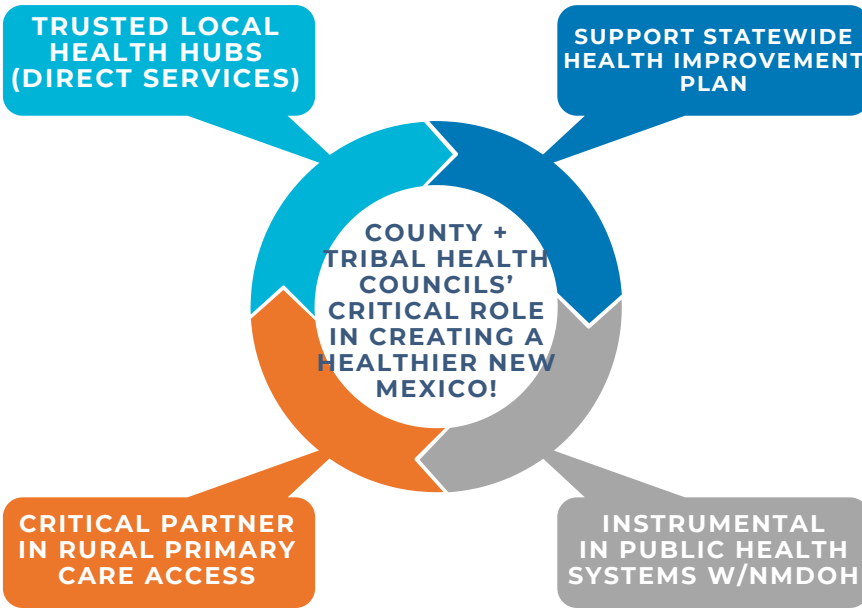 TRUSTED LOCAL
HEALTH HUBS
(DIRECT SERVICES)
SUPPORT STATEWIDE
HEALTH IMPROVEMENT
PLAN
COUNTY +
TRIBAL HEALTH
COUNCILS’
CRITICAL ROLE
IN CREATING A
HEALTHIER NEW
MEXICO!
CRITICAL PARTNER
IN RURAL PRIMARY
CARE ACCESS
INSTRUMENTAL
IN PUBLIC HEALTH
SYSTEMS W/NMDOH